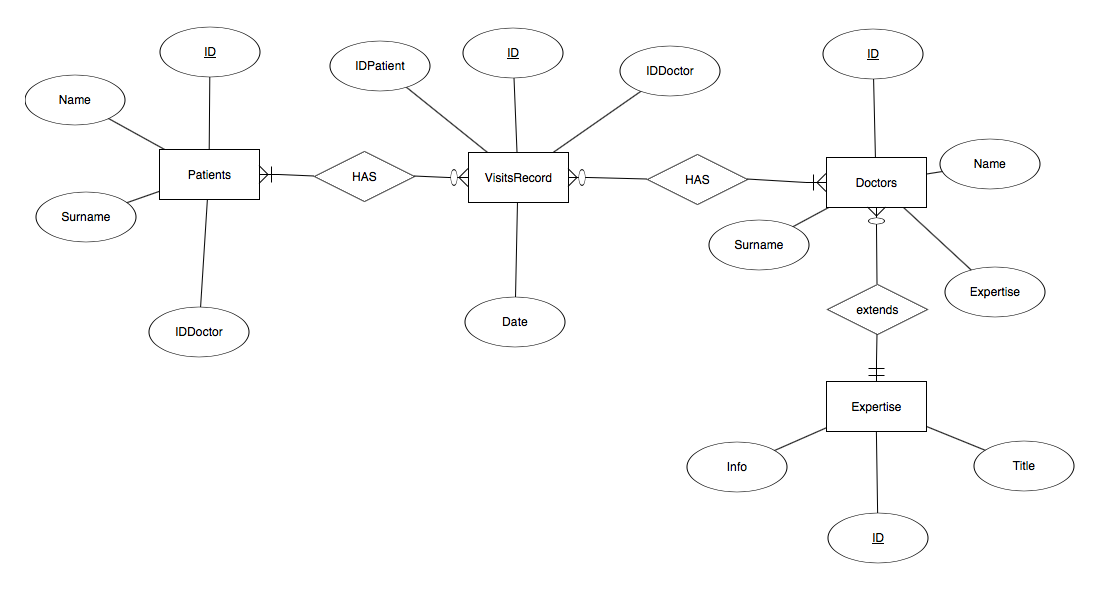 ID
IDPatient
ID
IDDoctor
ID
Name
Name
Patients
HAS
VisitsRecord
HAS
Doctors
Surname
Surname
Expertise
IDDoctor
Date
extends
Expertise
Info
Title
ID